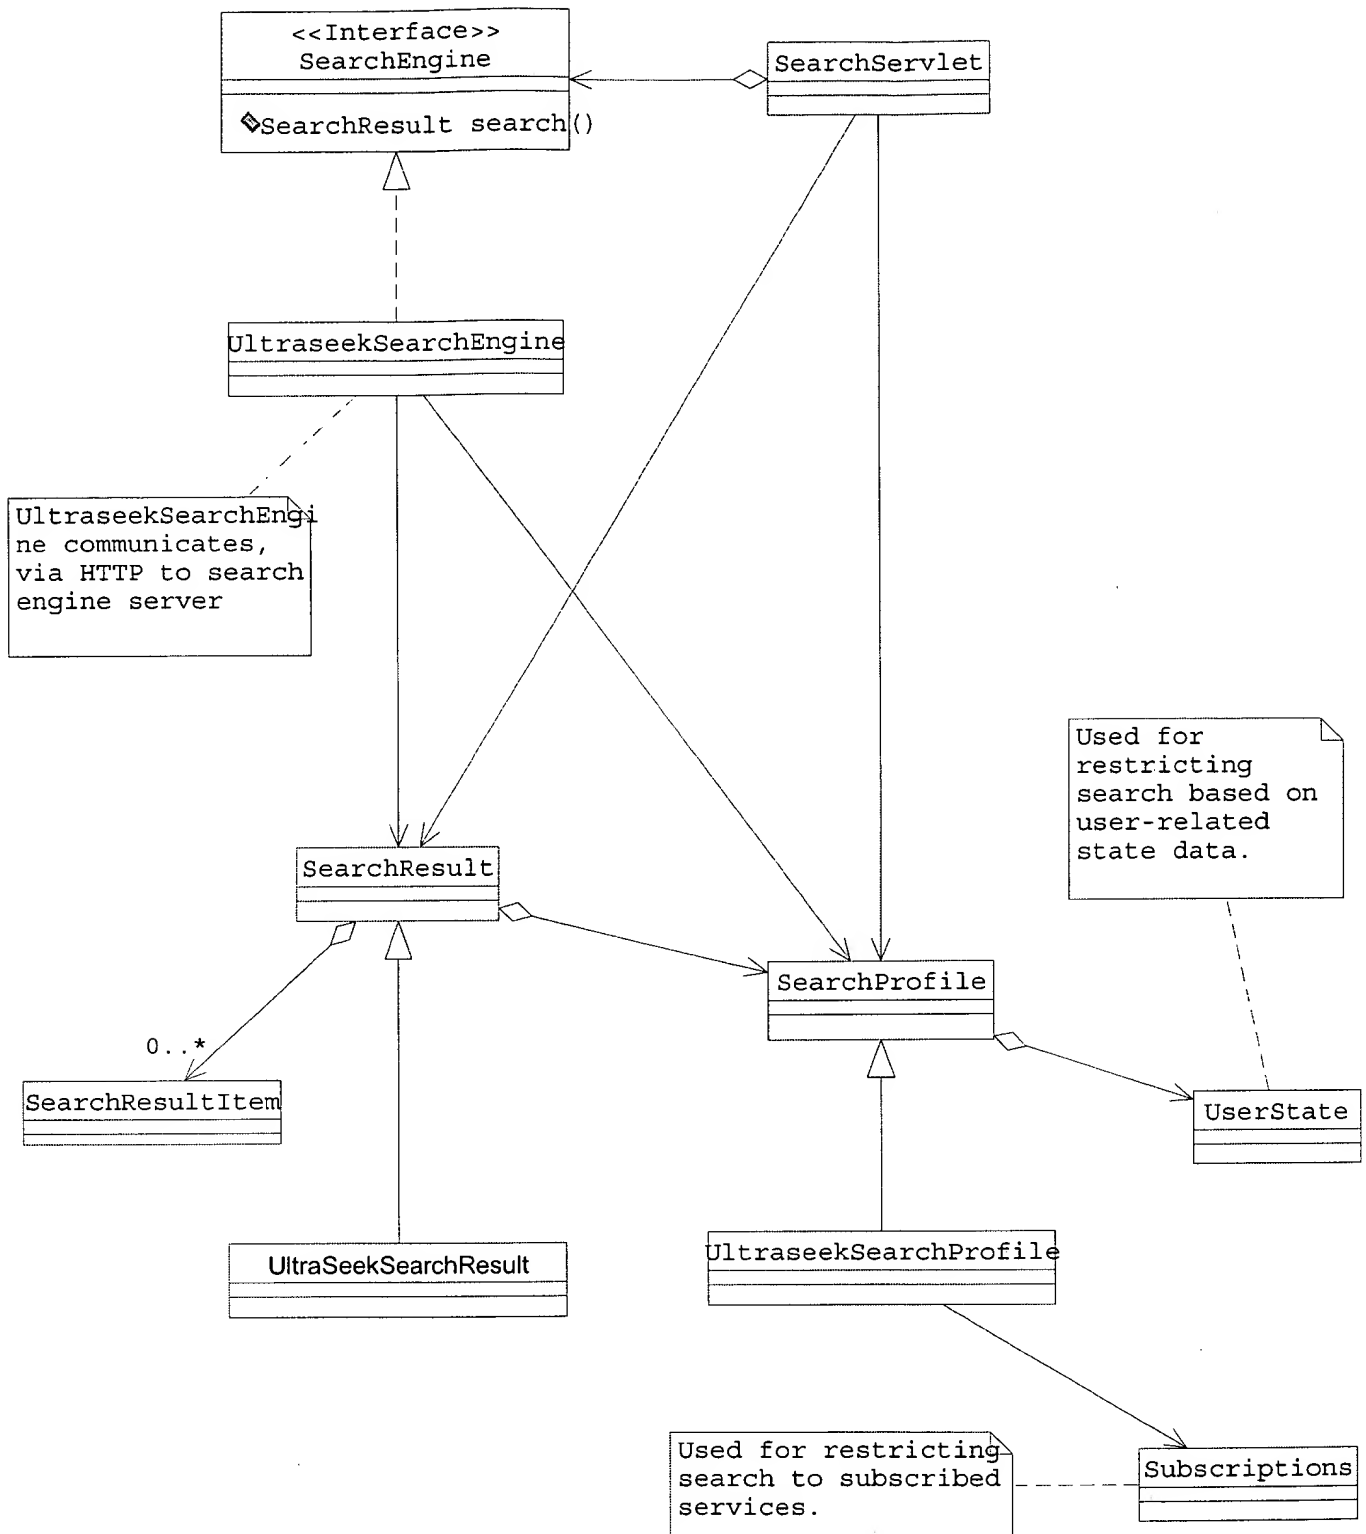 <<Interface>>
SearchEngine
SearchResult search()
SearchServlet
UltraseekSearchEngine
UltraseekSearchEngi
ne communicates,
via HTTP to search
engine server
Used for
restricting
search based on
user-related
state data.
SearchResult
SearchProfile
0..*
SearchResultItem
UserState
UltraSeekSearchResult
UltraseekSearchProfile
Used for restricting
search to subscribed
services.
Subscriptions